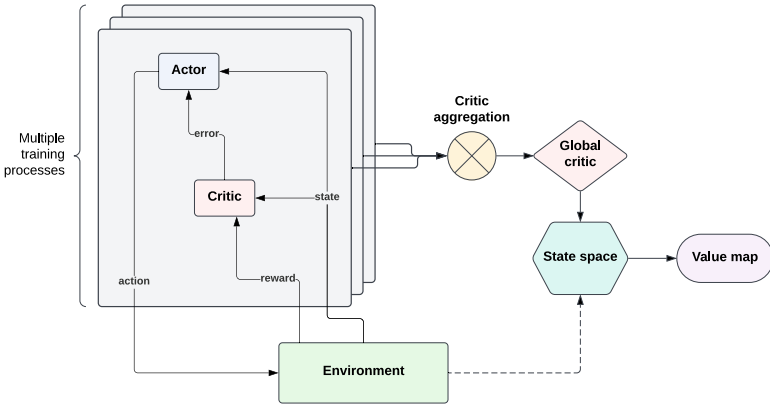 Multiple
training
processes
Actor
error
Critic
state
action
reward
Environment
Critic
aggregation
Global
critic
State space
Value map